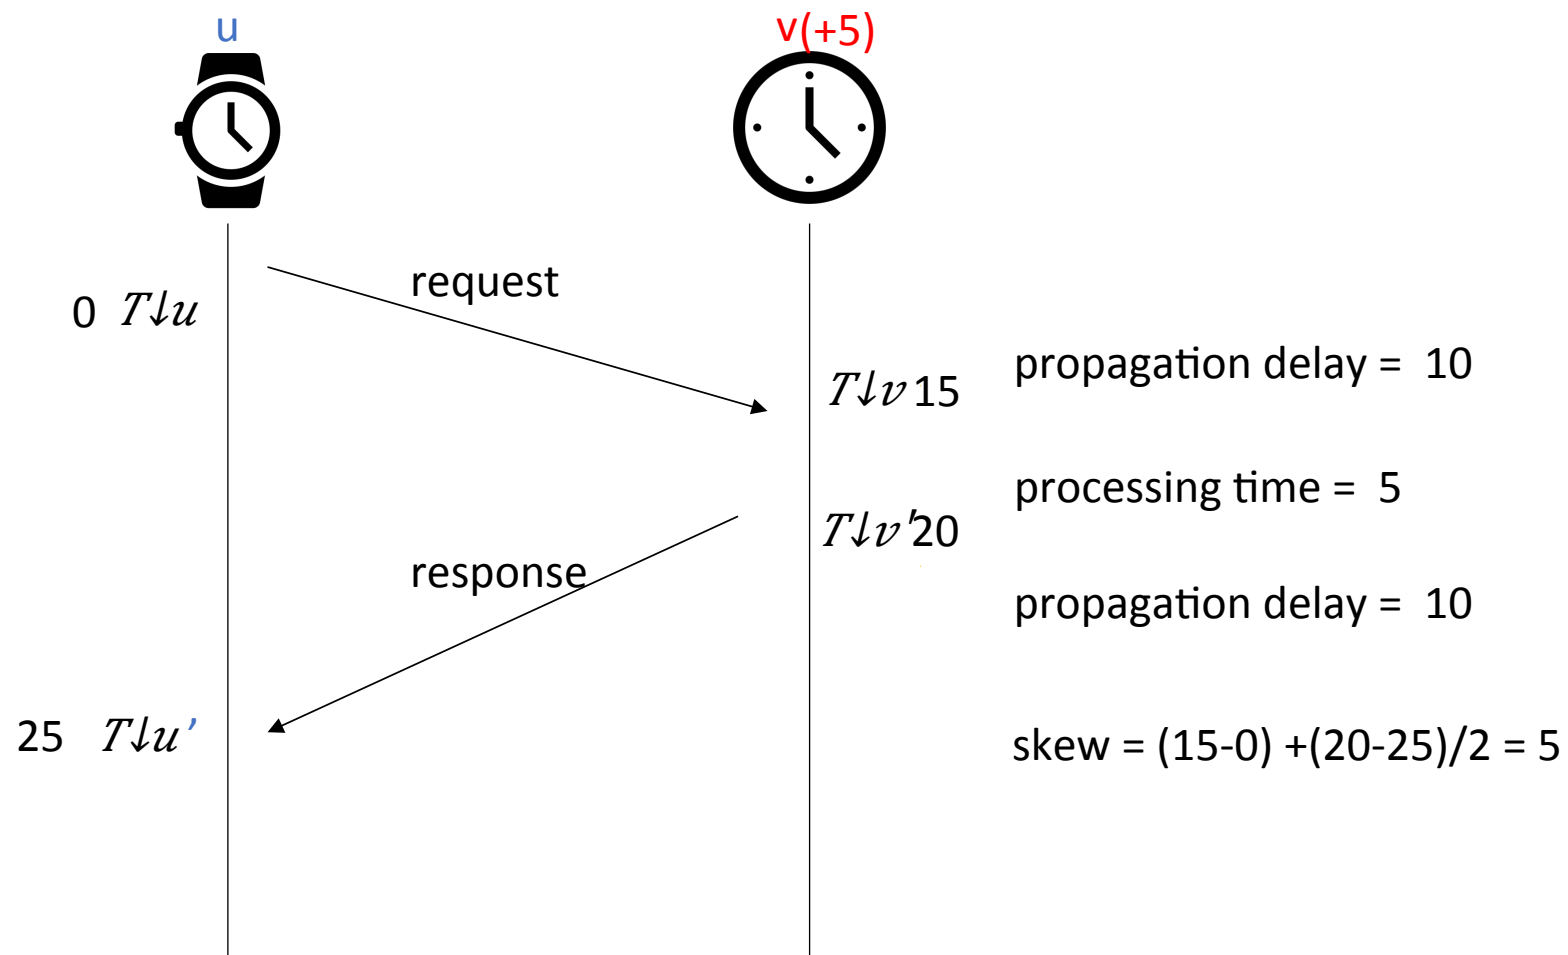 u
v(+5)
request
0 T↓u
propagation delay = 10
T↓v 15
processing time = 5
T↓v′ 20
response
propagation delay = 10
25 T↓u’
skew = (15-0) +(20-25)/2 = 5